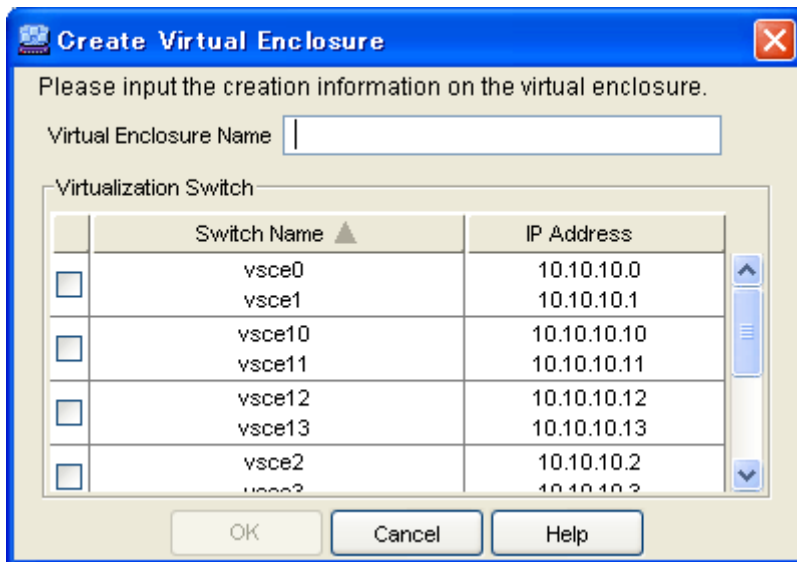 Create Virtual Enclosure
Please input the creation information on the virtual enclosure.
Virtual Enclosure Name
Virtualization Switch
Switch Name IP Address
vsce0 10.10.10.0
vsce1 10.10.10.1
vsce10 10.10.10.10
vsce11 10.10.10.11
vsce12 10.10.10.12
vsce13 10.10.10.13
vsce2 10.10.10.2
OK Cancel Help